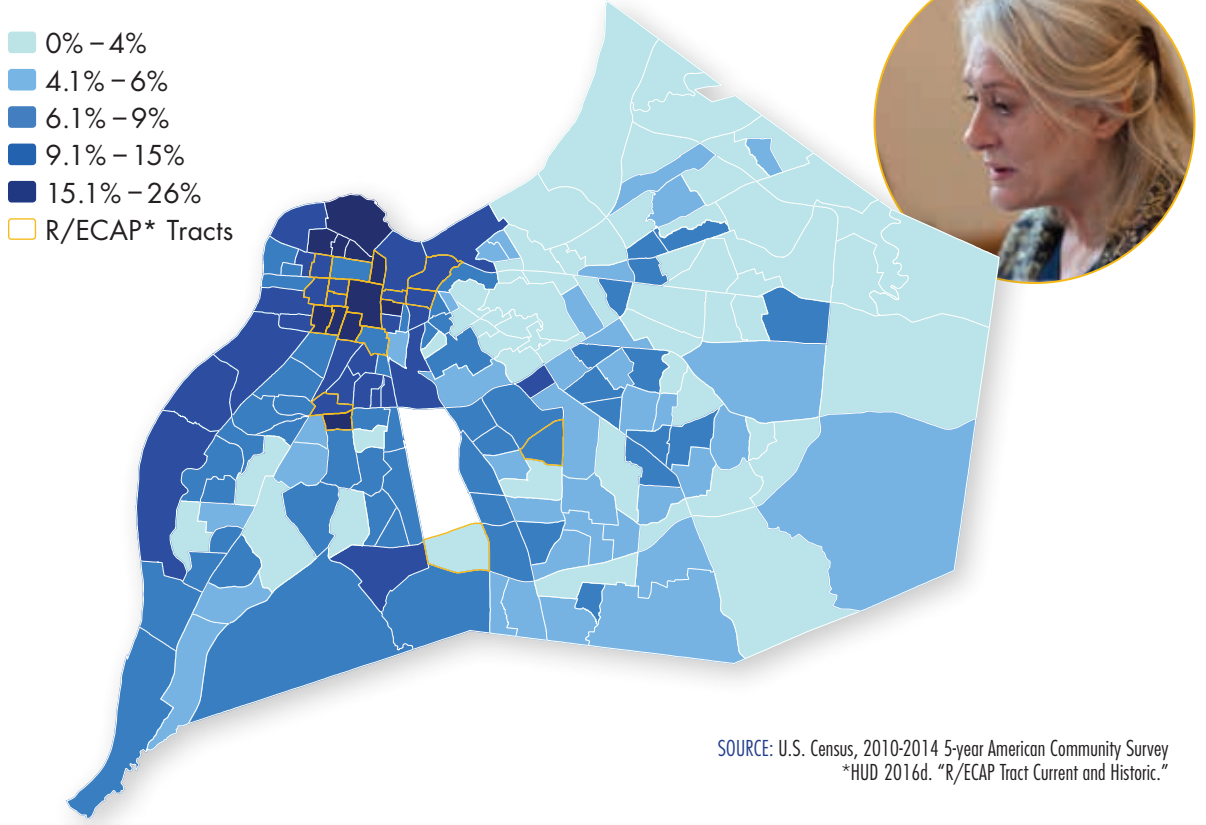 0% – 4%
4.1% – 6%
6.1% – 9%
9.1% – 15%
15.1% – 26%
R/ECAP* Tracts
SOURCE: U.S. Census, 2010-2014 5-year American Community Survey
*HUD 2016d. “R/ECAP Tract Current and Historic.”